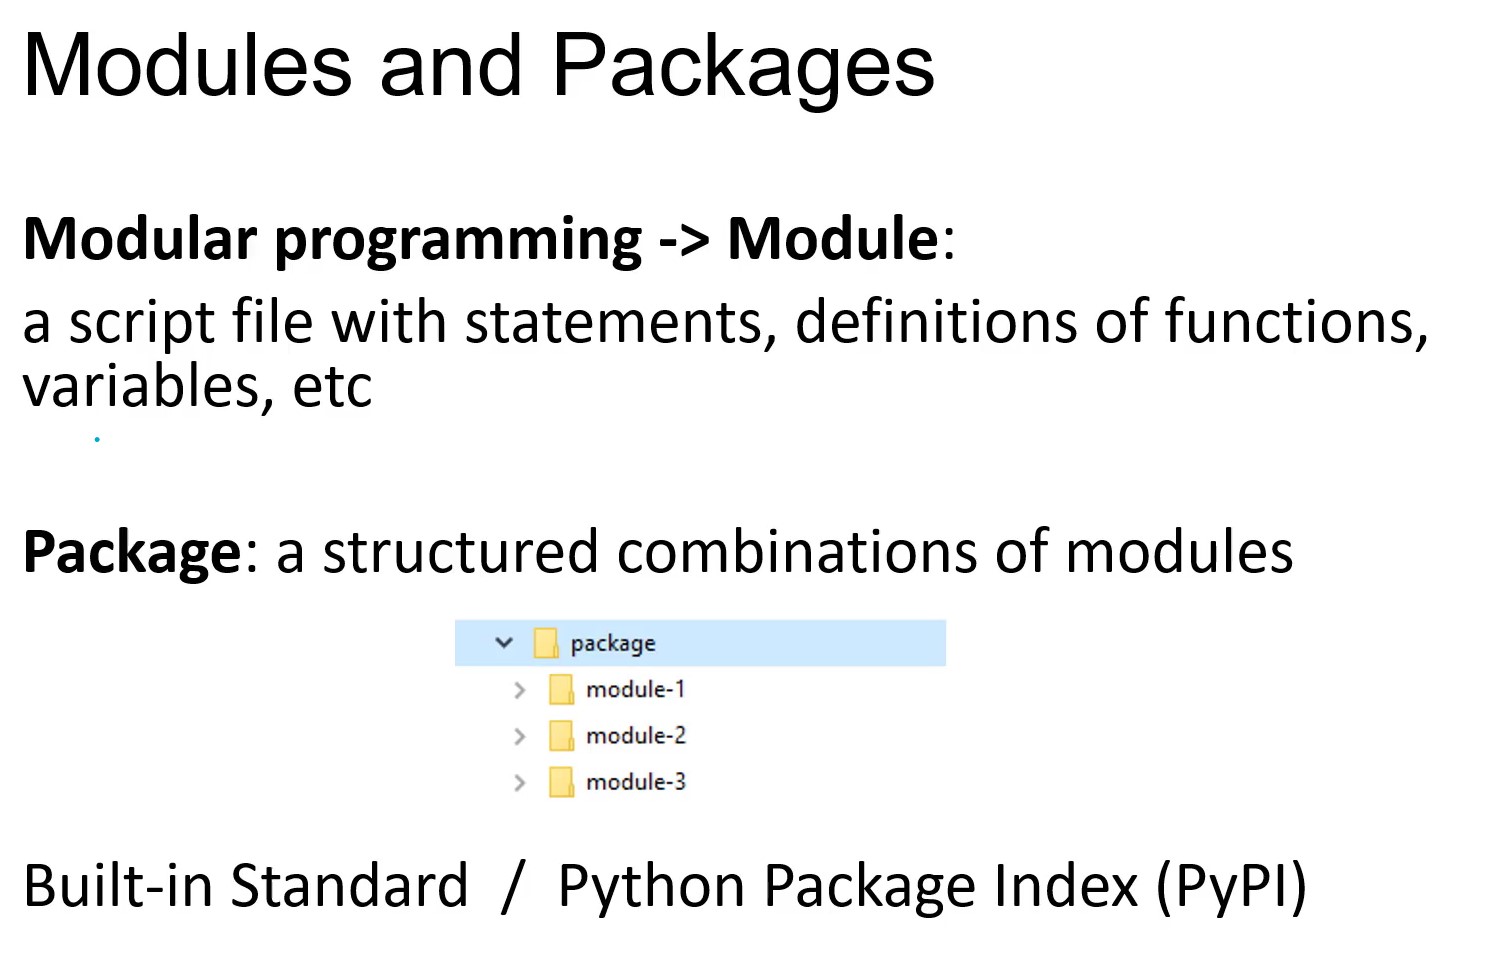 Modules and Packages
Modular programming -> Module:
a script file with statements, definitions of functions,
variables, etc
Package: a structured combinations of modules
package
module-1
module-2
module-3
Built-in Standard / Python Package Index (PyPI)